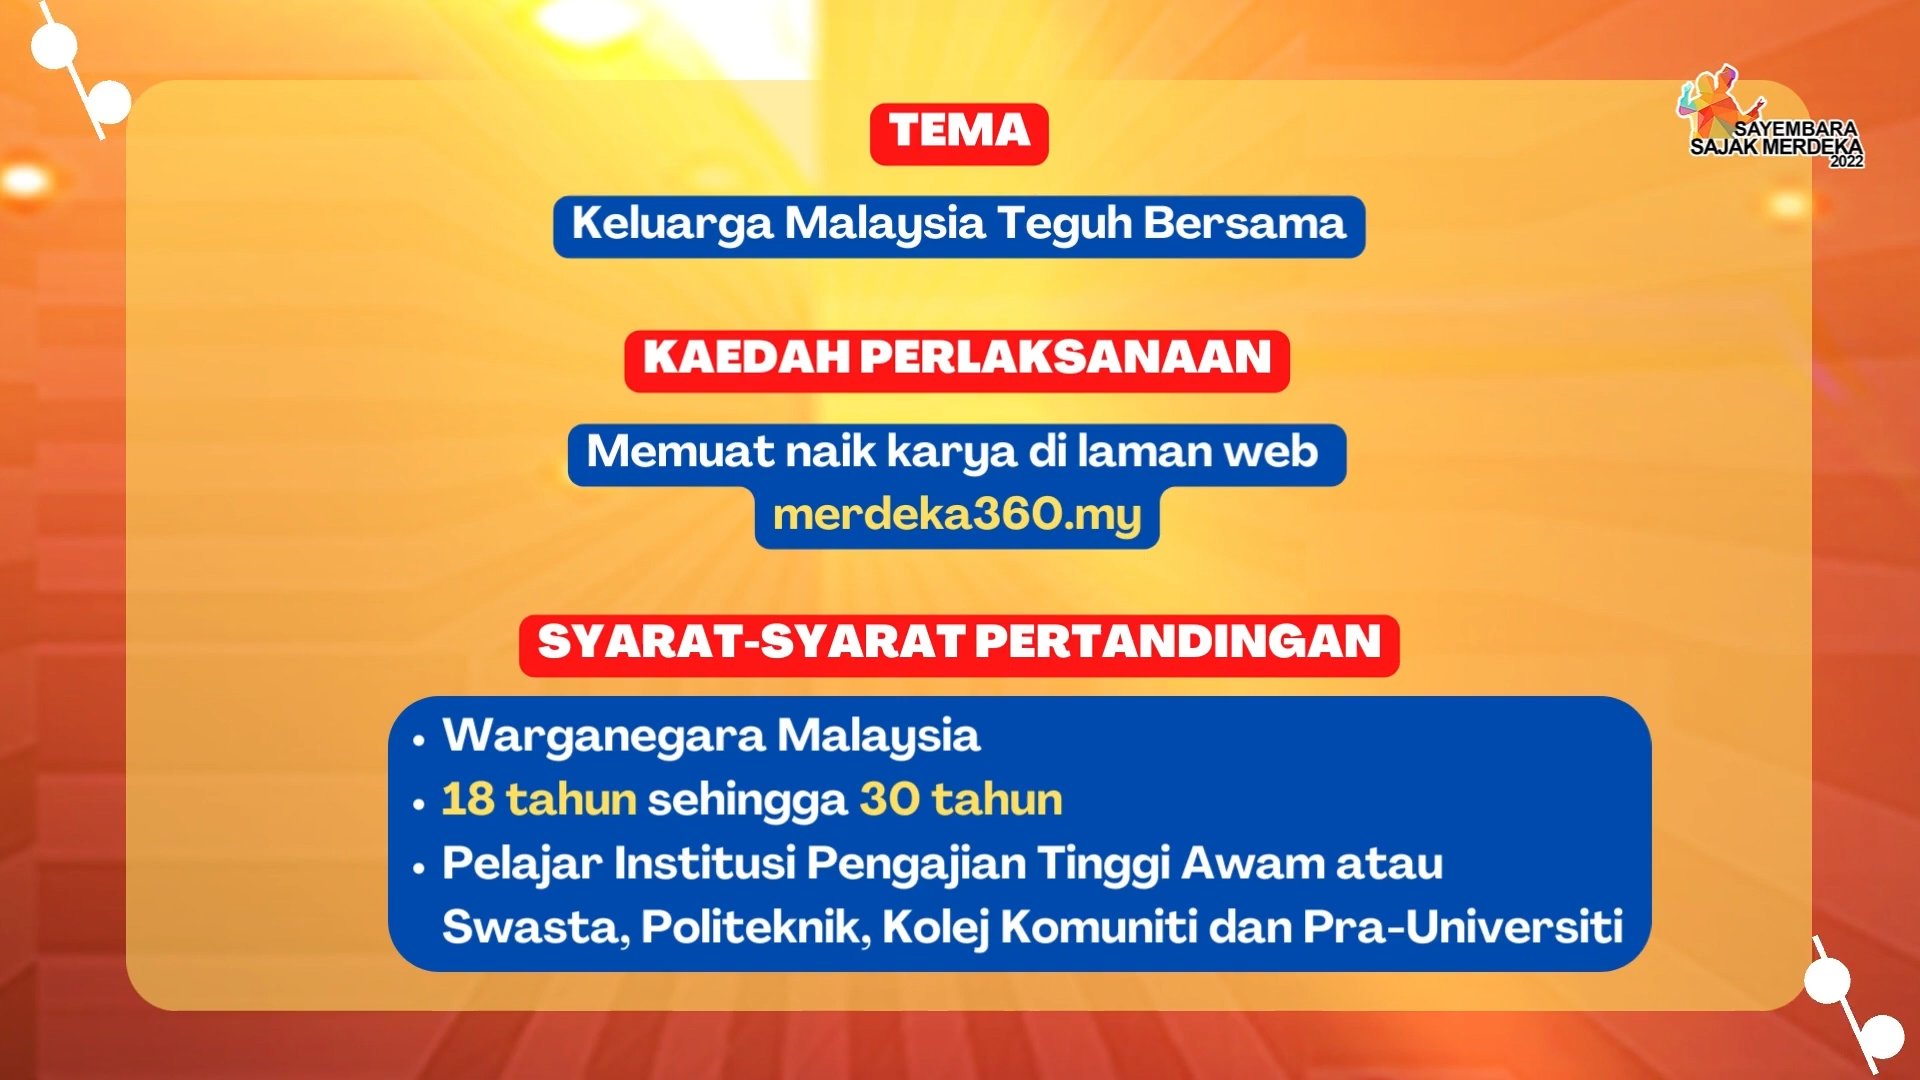 SAYEMBARA
SAJAK MERDEKA
2022
TEMA
Keluarga Malaysia Teguh Bersama
KAEDAH PERLAKSANAAN
Memuat naik karya di laman web
merdeka360.my
SYARAT-SYARAT PERTANDINGAN
• Warganegara Malaysia
• 18 tahun sehingga 30 tahun
• Pelajar Institusi Pengajian Tinggi Awam atau
Swasta, Politeknik, Kolej Komuniti dan Pra-Universiti